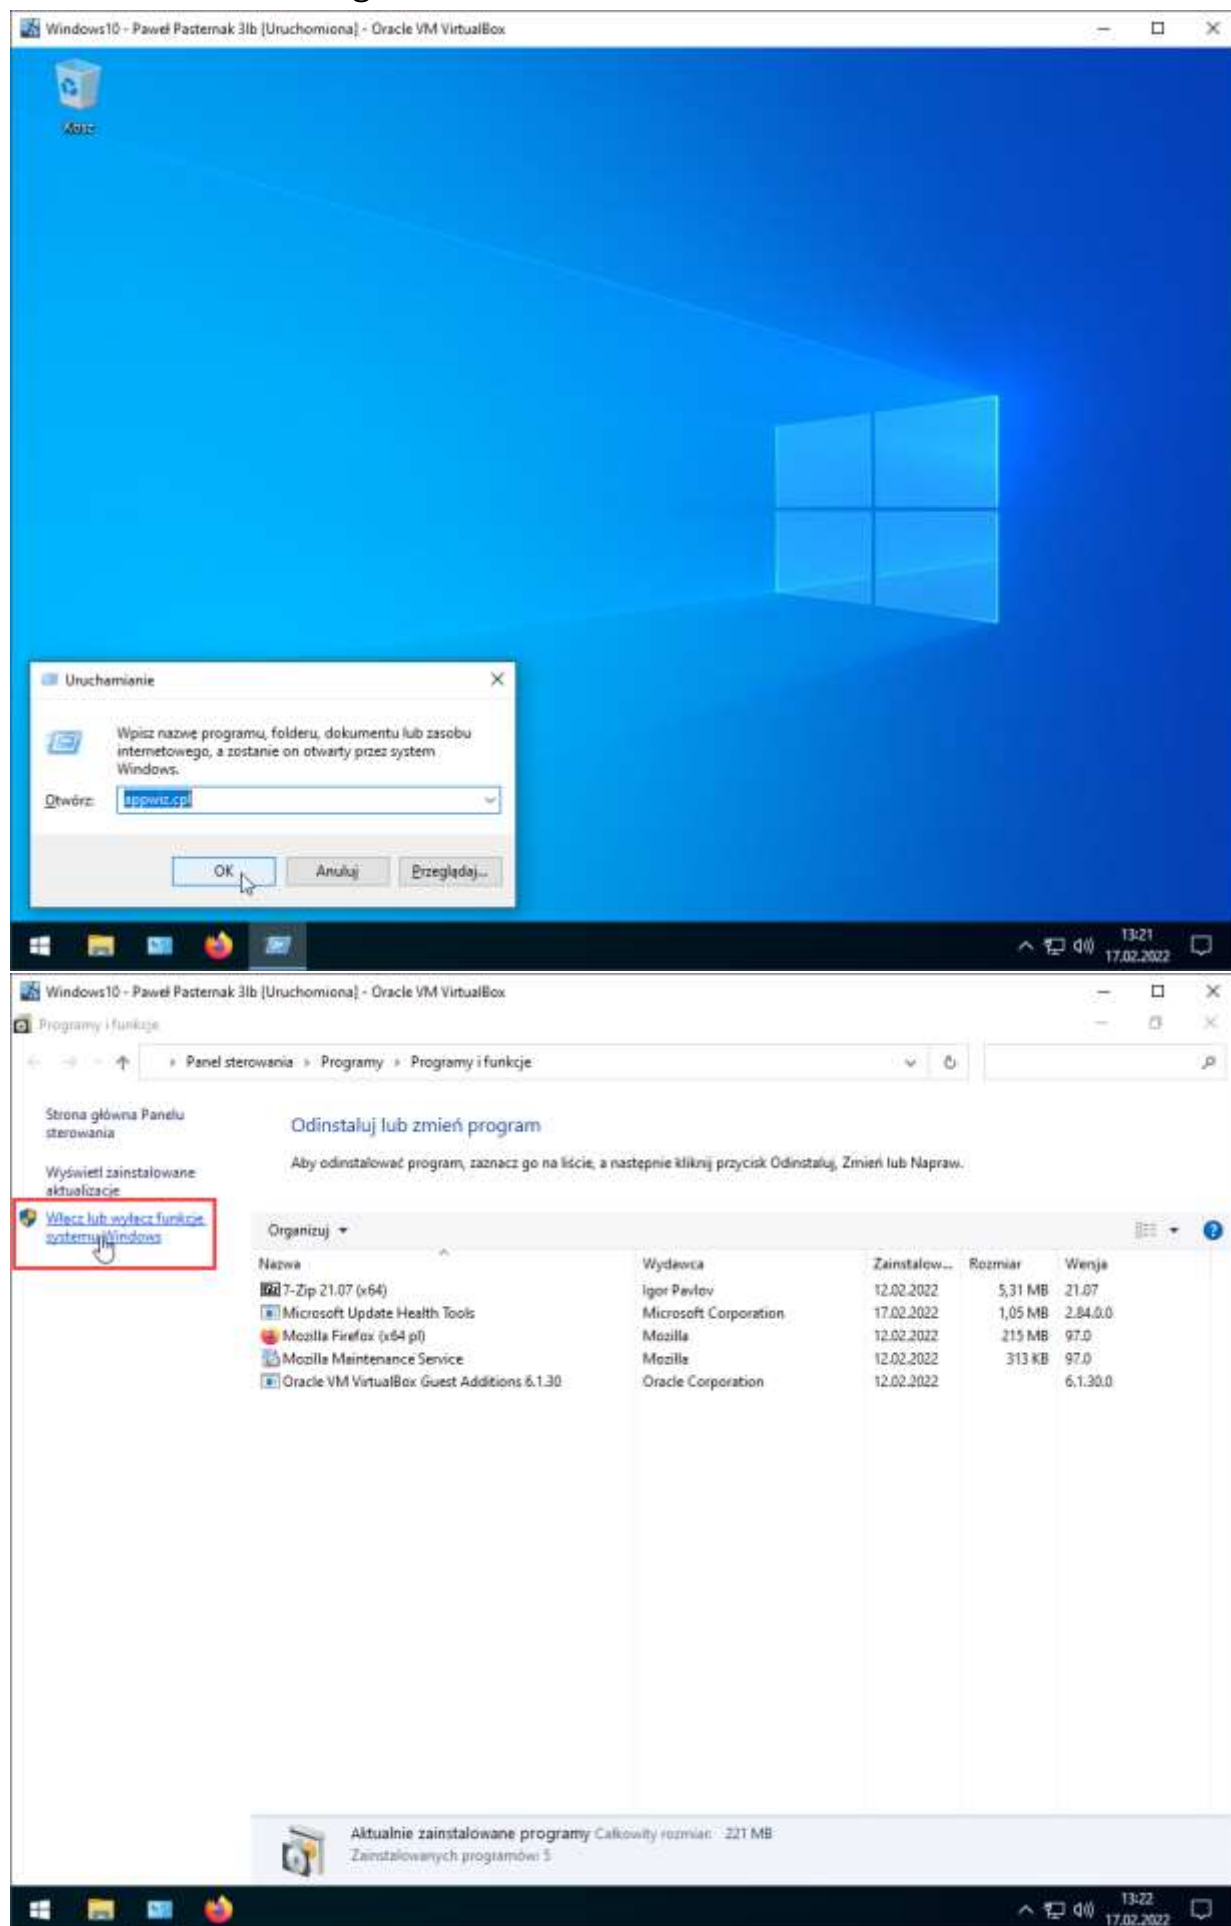 Windows10 - Paweł Pasternak 3Ib [Uruchomiona] - Oracle VM VirtualBox
Kosz
Uruchamianie
Wpisz nazwę programu, folderu, dokumentu lub zasobu
internetowego, a zostanie on otwarty przez system
Windows.
Otwórz: appwiz.cpl
OK Anuluj Przeglądaj...
13:21
17.02.2022
Windows10 - Paweł Pasternak 3Ib [Uruchomiona] - Oracle VM VirtualBox
Programy i funkcje
Panel sterowania Programy Programy i funkcje
Strona główna Panelu
sterowania
Wyświetl zainstalowane
aktualizacje
Włącz lub wyłącz funkcje
systemu Windows
Odinstaluj lub zmień program
Aby odinstalować program, zaznacz go na liście, a następnie kliknij przycisk Odinstaluj, Zmień lub Napraw.
Organizuj
Nazwa Wydawca Zainstalow... Rozmiar Wersja
7-Zip 21.07 (x64) Igor Pavlov 12.02.2022 5,31 MB 21.07
Microsoft Update Health Tools Microsoft Corporation 17.02.2022 1,05 MB 2.84.0.0
Mozilla Firefox (x64 pl) Mozilla 12.02.2022 215 MB 97.0
Mozilla Maintenance Service Mozilla 12.02.2022 313 KB 97.0
Oracle VM VirtualBox Guest Additions 6.1.30 Oracle Corporation 12.02.2022 6.1.30.0
Aktualnie zainstalowane programy Całkowity rozmiar: 221 MB
Zainstalowanych programów: 5
13:22
17.02.2022